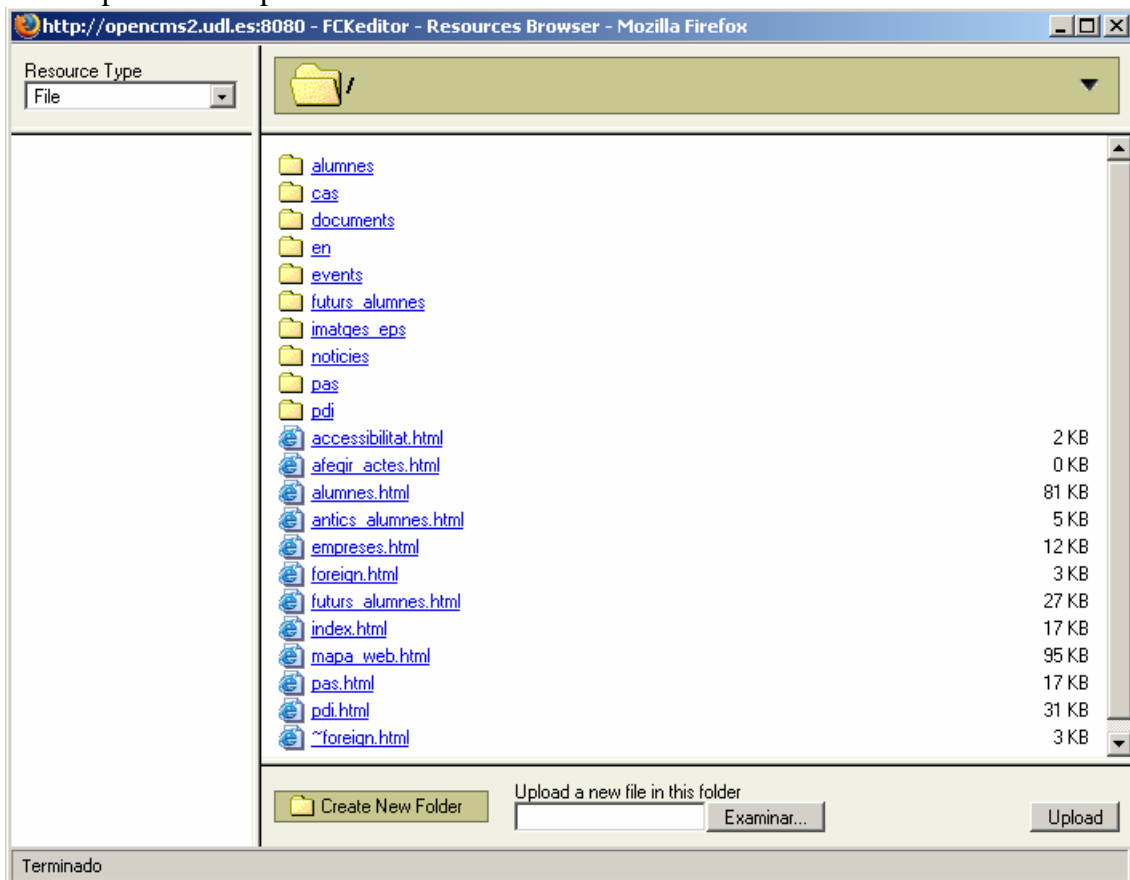 http://opencms2.udl.es:8080 - FCKeditor - Resources Browser - Mozilla Firefox
Resource Type
File
/
alumnes
cas
documents
en
events
futurs_alumnes
imatges_eps
noticies
pas
pdi
accessibilitat.html 2 KB
afegir_actes.html 0 KB
alumnes.html 81 KB
antics_alumnes.html 5 KB
empreses.html 12 KB
foreign.html 3 KB
futurs_alumnes.html 27 KB
index.html 17 KB
mapa_web.html 95 KB
pas.html 17 KB
pdi.html 31 KB
~foreign.html 3 KB
Create New Folder
Upload a new file in this folder
Examinar...
Upload
Terminado